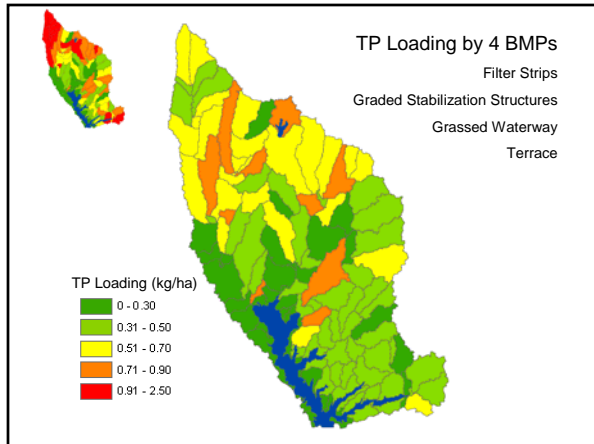 TP Loading by 4 BMPs
Filter Strips
Graded Stabilization Structures
Grassed Waterway
Terrace
TP Loading (kg/ha)
0 - 0.30
0.31 - 0.50
0.51 - 0.70
0.71 - 0.90
0.91 - 2.50